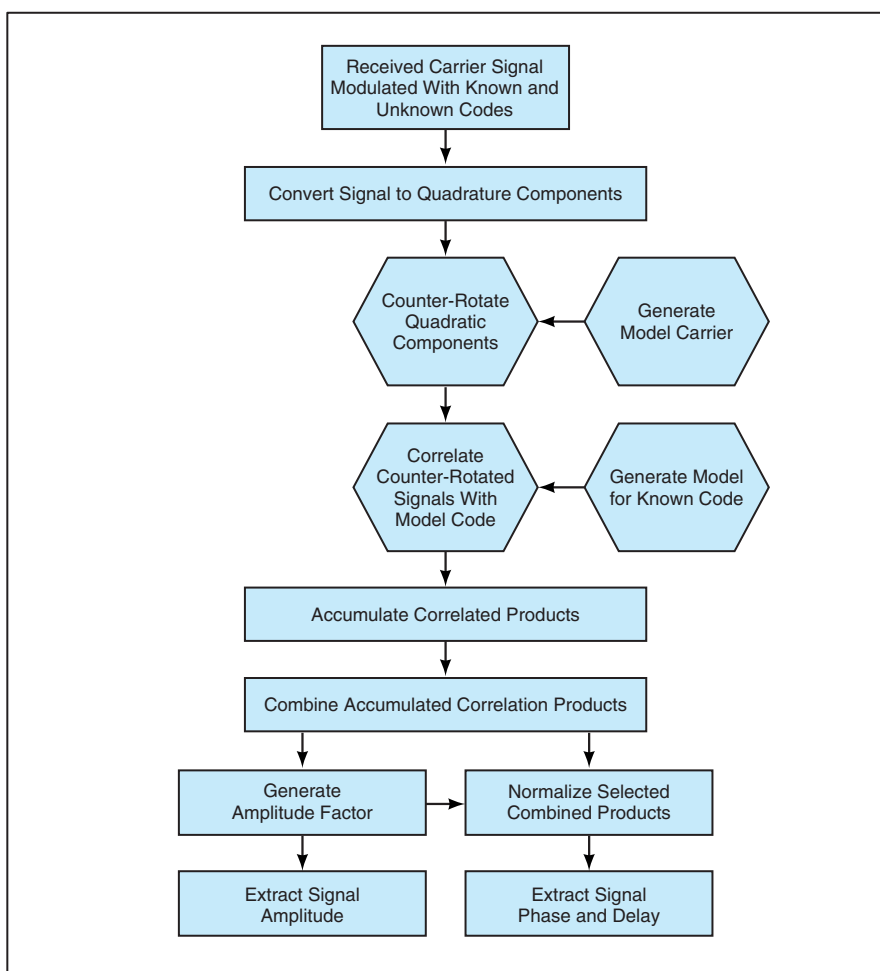 Received Carrier Signal
Modulated With Known and
Unknown Codes
Convert Signal to Quadrature Components
Counter-Rotate
Quadratic
Components
Generate
Model Carrier
Correlate
Counter-Rotated
Signals With
Model Code
Generate Model
for Known Code
Accumulate Correlated Products
Combine Accumulated Correlation Products
Generate
Amplitude Factor
Normalize Selected
Combined Products
Extract Signal
Amplitude
Extract Signal
Phase and Delay